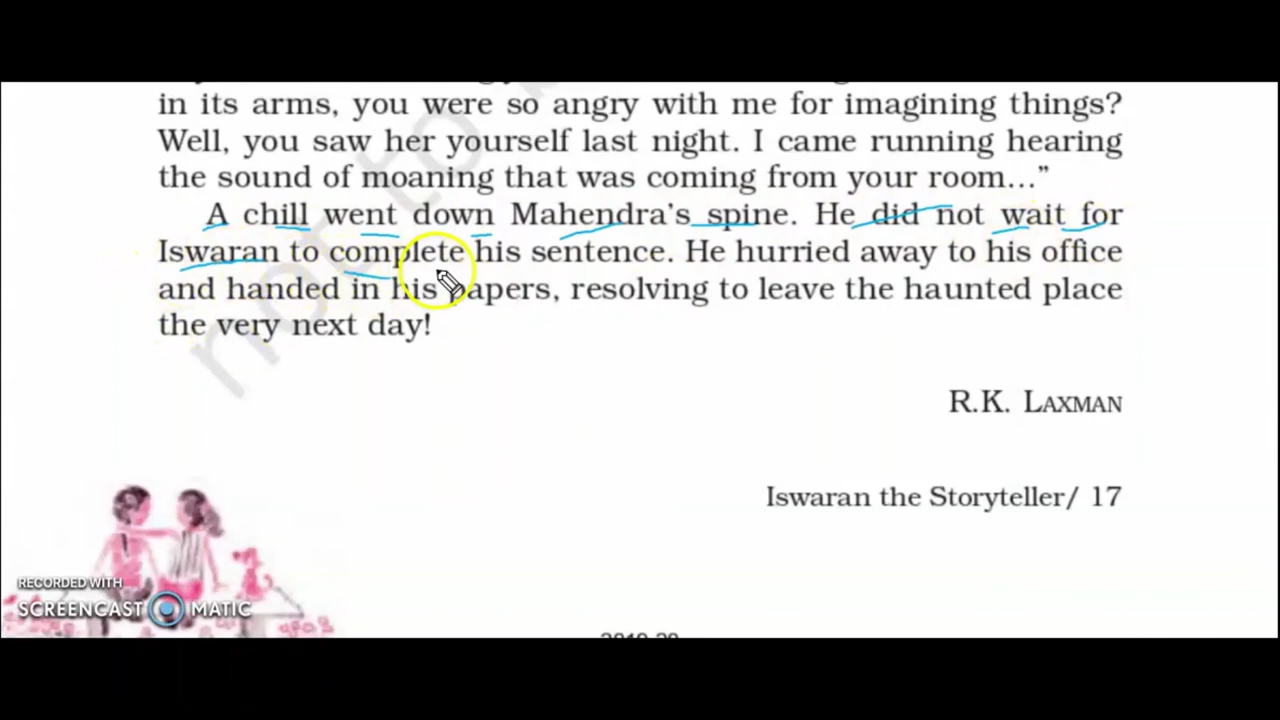 in its arms, you were so angry with me for imagining things?
Well, you saw her yourself last night. I came running hearing
the sound of moaning that was coming from your room...”
A chill went down Mahendra’s spine. He did not wait for
Iswaran to complete his sentence. He hurried away to his office
and handed in his papers, resolving to leave the haunted place
the very next day!
R.K. LAXMAN
Iswaran the Storyteller/ 17
RECORDED WITH
SCREENCAST MATIC
not to